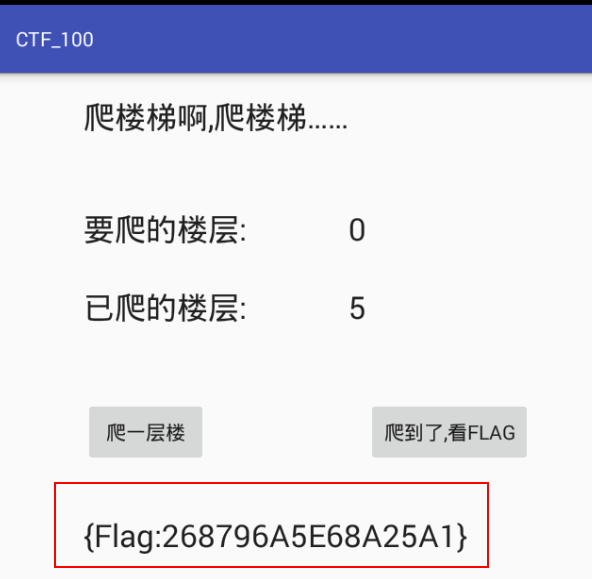 CTF_100
爬楼梯啊,爬楼梯......
要爬的楼层: 0
已爬的楼层: 5
爬一层楼 爬到了,看FLAG
{Flag:268796A5E68A25A1}